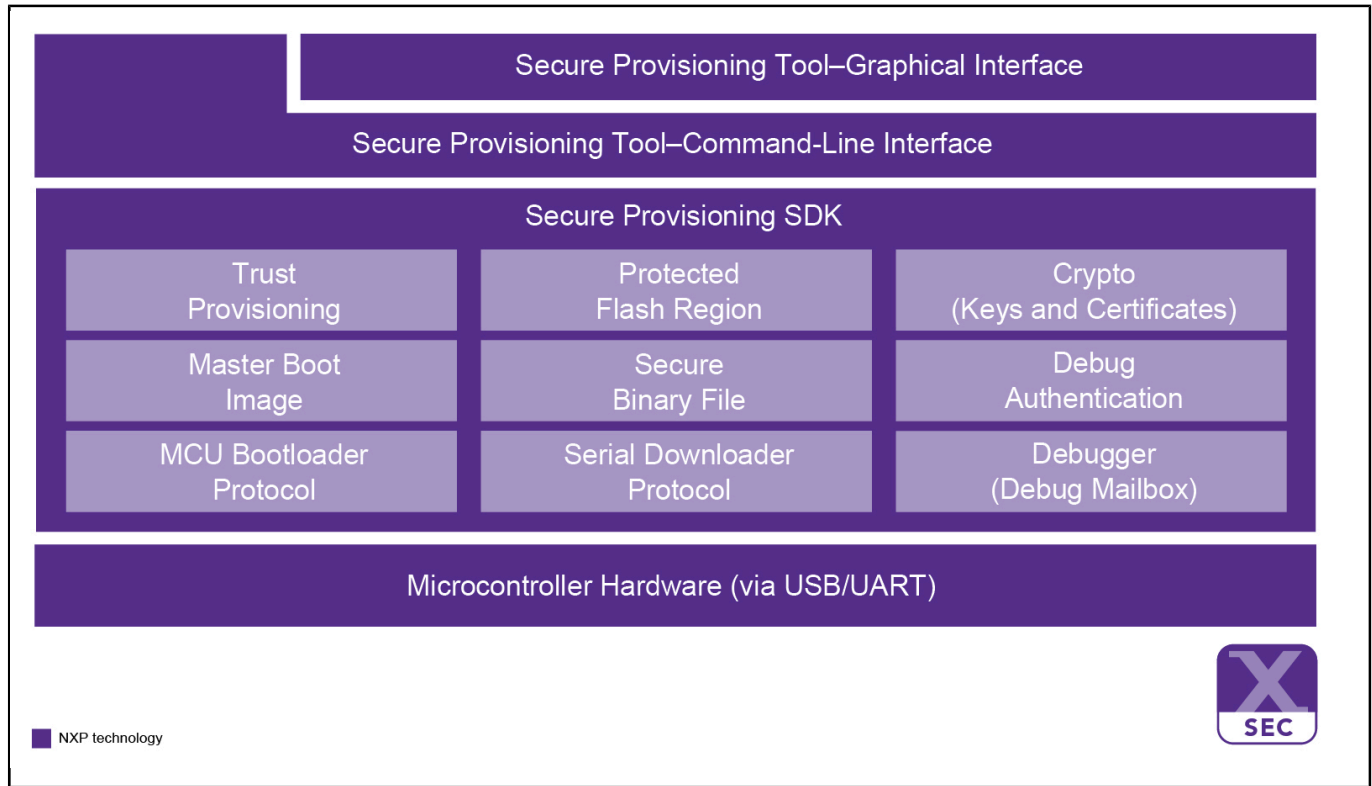 Secure Provisioning Tool–Graphical Interface
Secure Provisioning Tool–Command-Line Interface
Secure Provisioning SDK
Trust
Provisioning
Protected
Flash Region
Crypto
(Keys and Certificates)
Master Boot
Image
Secure
Binary File
Debug
Authentication
MCU Bootloader
Protocol
Serial Downloader
Protocol
Debugger
(Debug Mailbox)
Microcontroller Hardware (via USB/UART)
X
SEC
NXP technology